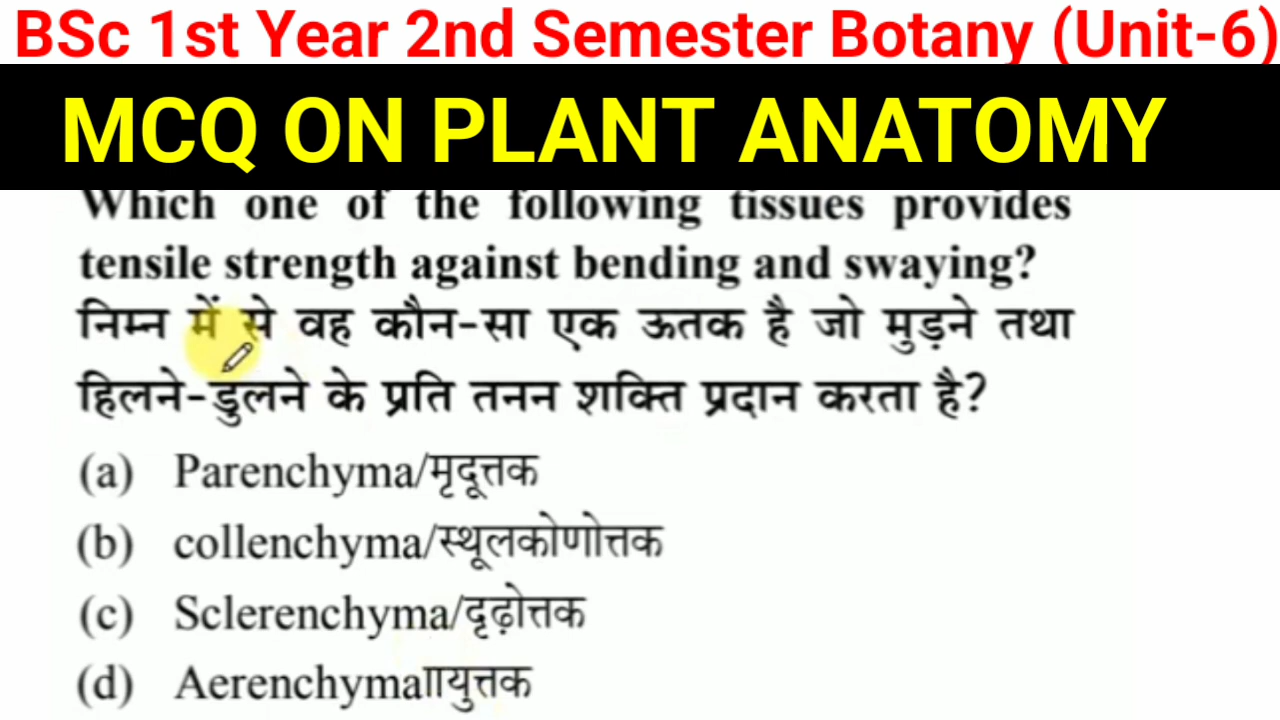 BSc 1st Year 2nd Semester Botany (Unit-6)
MCQ ON PLANT ANATOMY
Which one of the following tissues provides
tensile strength against bending and swaying?
निम्न में से वह कौन-सा एक ऊतक है जो मुड़ने तथा
हिलने-डुलने के प्रति तनन शक्ति प्रदान करता है?
(a) Parenchyma/मृदूत्तक
(b) collenchyma/स्थूलकोणोत्तक
(c) Sclerenchyma/दृढ़ोत्तक
(d) Aerenchymaाायुत्तक